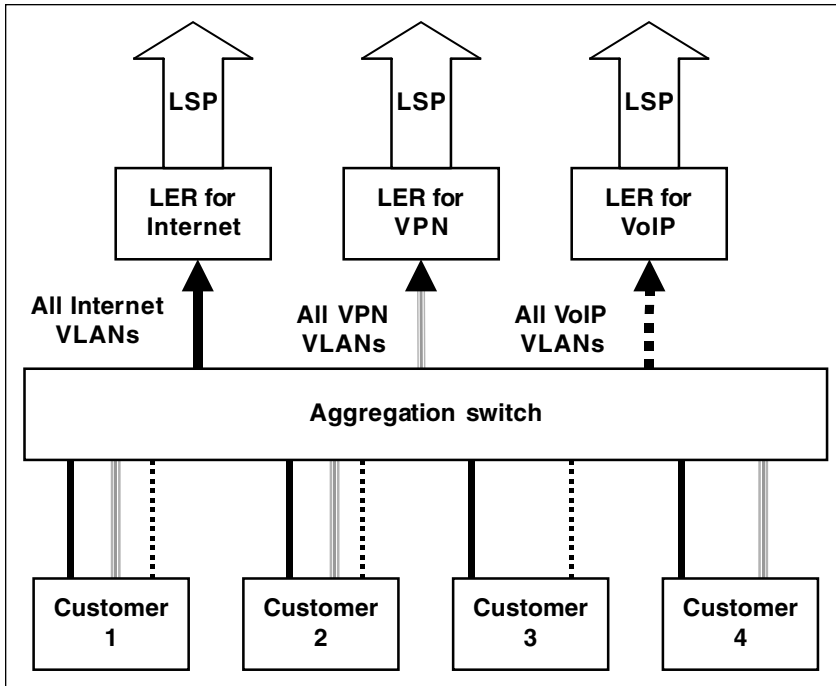 LSP
LSP
LSP
LER for
Internet
LER for
VPN
LER for
VoIP
All Internet
VLANs
All VPN
VLANs
All VoIP
VLANs
Aggregation switch
Customer
1
Customer
2
Customer
3
Customer
4